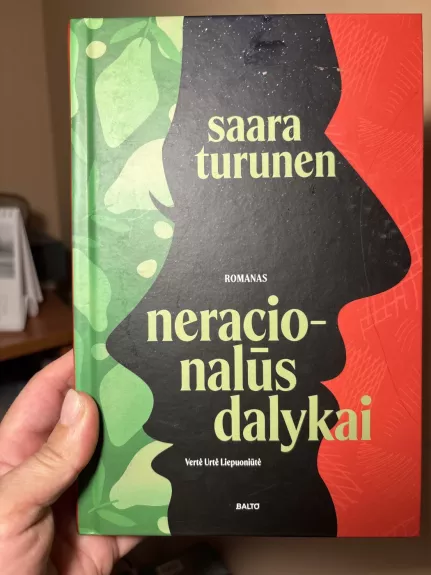 saara
turunen
ROMANAS
neracio-
nalūs
dalykai
Vertė Urtė Liepuoniūtė
BALTO